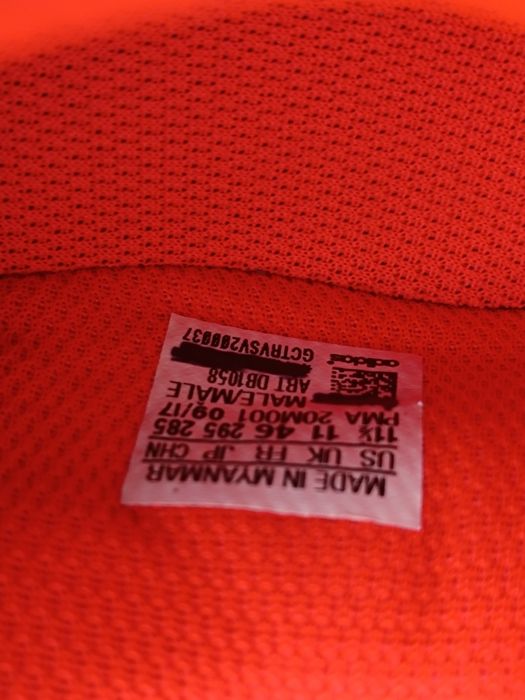 MADE IN MYANMAR
US UK FR JP CHN
11½ 11 46 295 285
PMA 20M001 09/17
MALE/MALE
ART DB1058
GCTRVSV200037
adidas